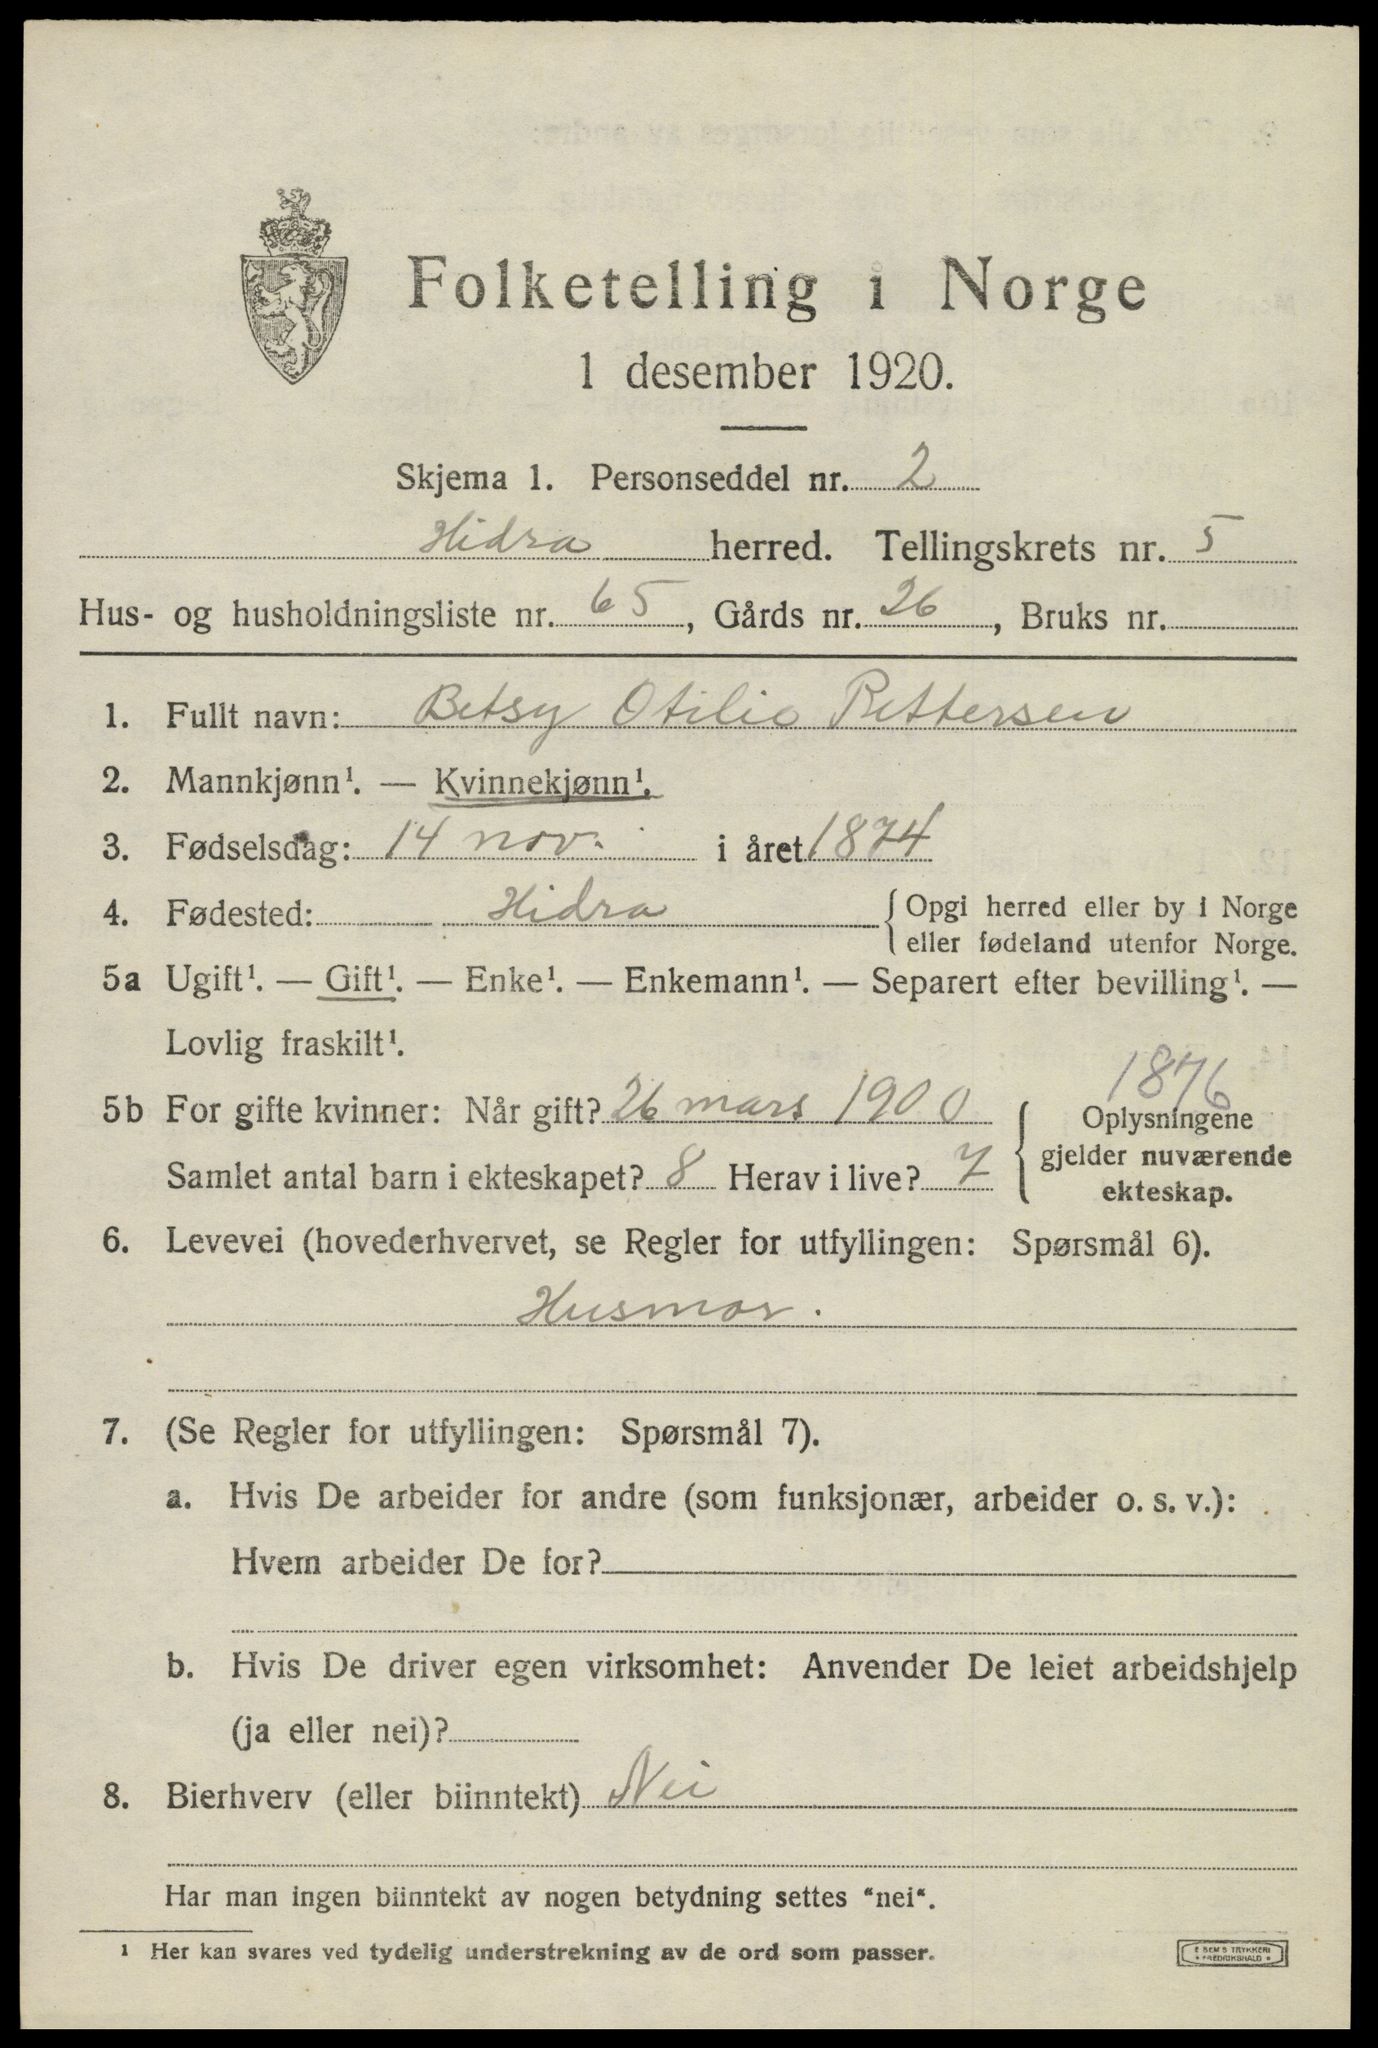 Folketelling i Norge
1 desember 1920.
Skjema 1. Personseddel nr. 2
Hidra herred. Tellingskrets nr. 5
Hus- og husholdningsliste nr. 65, Gårds nr. 26, Bruks nr.
1. Fullt navn: Betsy Otilie Pettersen
2. Mannkjønn¹. — Kvinnekjønn¹.
3. Fødselsdag: 14 nov. i året 1874
4. Fødested: Hidra { Opgi herred eller by i Norge
eller fødeland utenfor Norge.
5a Ugift¹. — Gift¹. — Enke¹. — Enkemann¹. — Separert efter bevilling¹. —
Lovlig fraskilt¹.
1876
5b For gifte kvinner: Når gift? 26 mars 1900 { Oplysningene
gjelder nuværende
ekteskap.
Samlet antal barn i ekteskapet? 8 Herav i live? 7
6. Levevei (hovederhvervet, se Regler for utfyllingen: Spørsmål 6).
Husmor.
7. (Se Regler for utfyllingen: Spørsmål 7).
a. Hvis De arbeider for andre (som funksjonær, arbeider o. s. v.):
Hvem arbeider De for?
b. Hvis De driver egen virksomhet: Anvender De leiet arbeidshjelp
(ja eller nei)?
8. Bierhverv (eller biinntekt) Nei
Har man ingen biinntekt av nogen betydning settes "nei".
¹ Her kan svares ved tydelig understrekning av de ord som passer.
E SEM'S TRYKKERI
FREDRIKSHALD